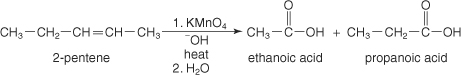 CH₃—CH₂—CH=CH—CH₃ 1. KMnO₄ ⁻OH heat 2. H₂O CH₃—C(=O)—OH + CH₃—CH₂—C(=O)—OH
2-pentene ethanoic acid propanoic acid